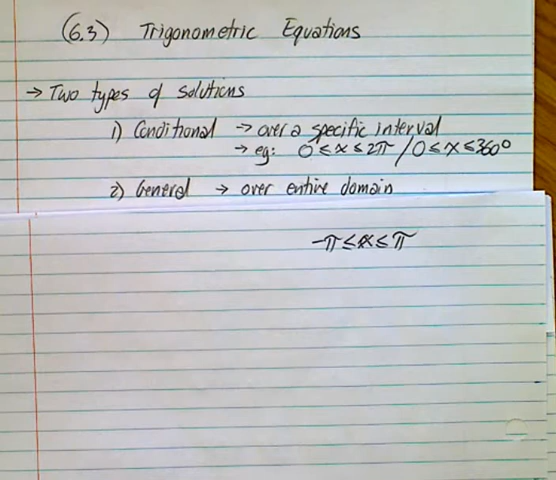 (6.3) Trigonometric Equations
→ Two types of solutions
1) Conditional → over a specific interval
→ eg: 0 ≤ x ≤ 2π / 0 ≤ x ≤ 360°
2) General → over entire domain
-π ≤ x ≤ π